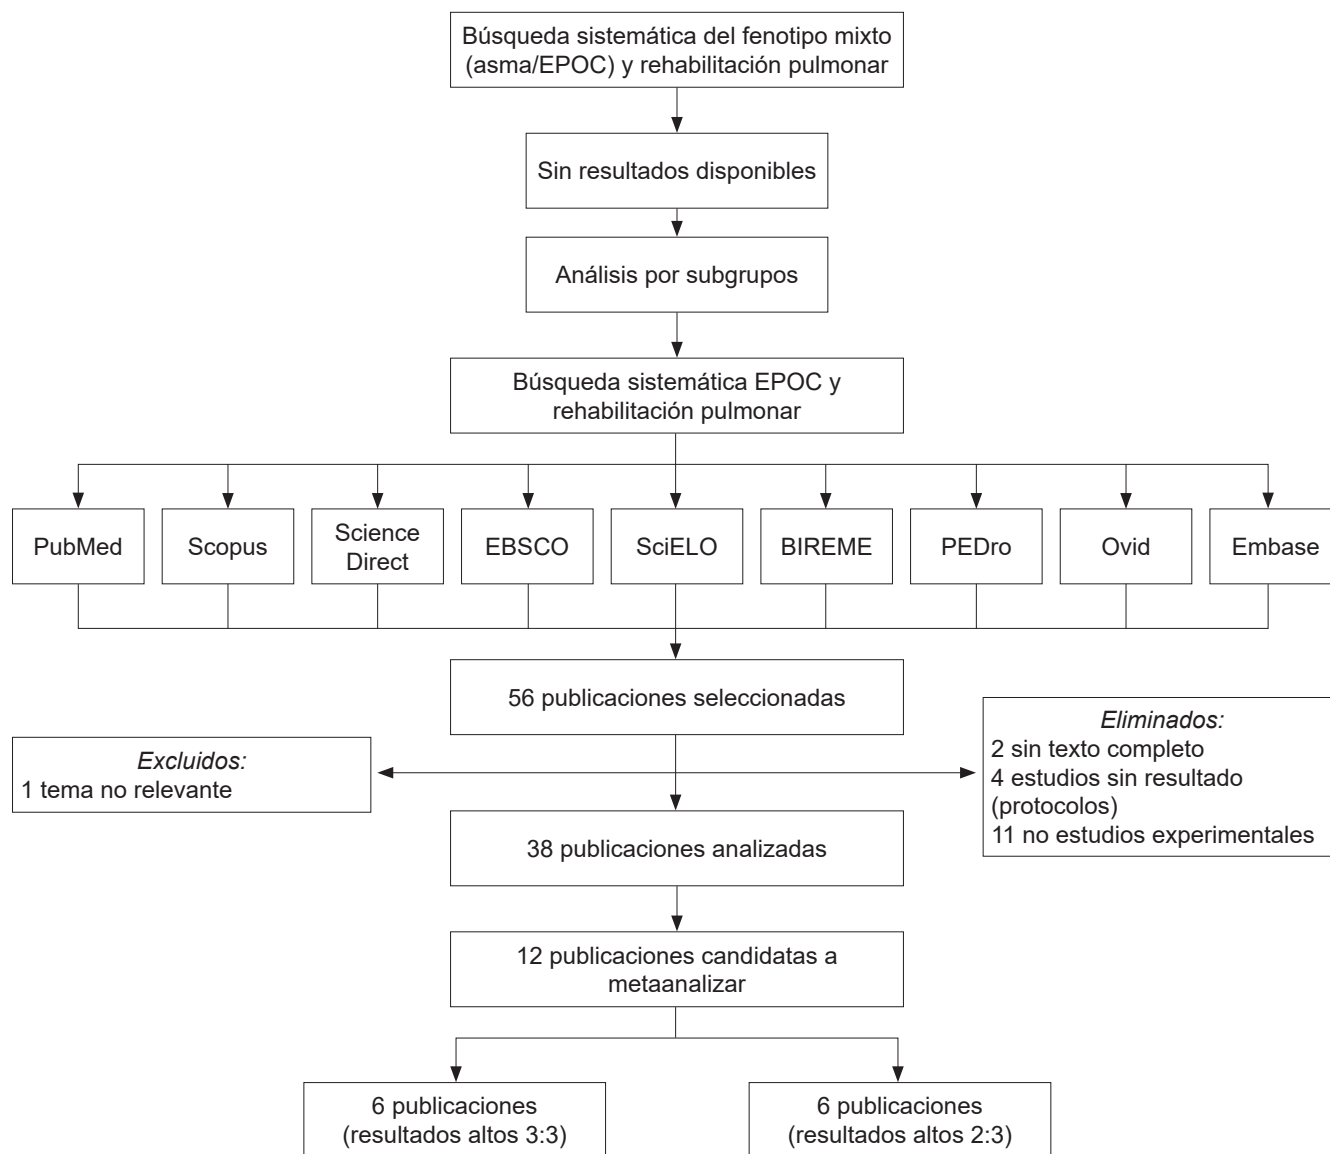 Búsqueda sistemática del fenotipo mixto
(asma/EPOC) y rehabilitación pulmonar
Sin resultados disponibles
Análisis por subgrupos
Búsqueda sistemática EPOC y
rehabilitación pulmonar
PubMed
Scopus
Science
Direct
EBSCO
SciELO
BIREME
PEDro
Ovid
Embase
56 publicaciones seleccionadas
Excluidos:
1 tema no relevante
Eliminados:
2 sin texto completo
4 estudios sin resultado
(protocolos)
11 no estudios experimentales
38 publicaciones analizadas
12 publicaciones candidatas a
metaanalizar
6 publicaciones
(resultados altos 3:3)
6 publicaciones
(resultados altos 2:3)